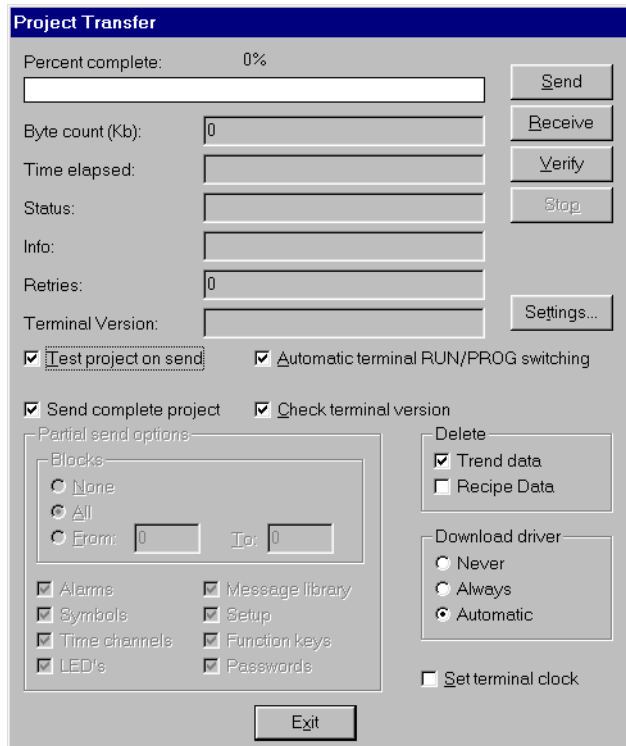 Project Transfer
Percent complete: 0%
Send
Byte count (Kb): 0
Receive
Time elapsed:
Verify
Status:
Stop
Info:
Retries: 0
Terminal Version:
Settings...
Test project on send
Automatic terminal RUN/PROG switching
Send complete project
Check terminal version
Partial send options
Blocks
None
All
From: 0 To: 0
Alarms
Message library
Symbols
Setup
Time channels
Function keys
LED's
Passwords
Delete
Trend data
Recipe Data
Download driver
Never
Always
Automatic
Set terminal clock
Exit